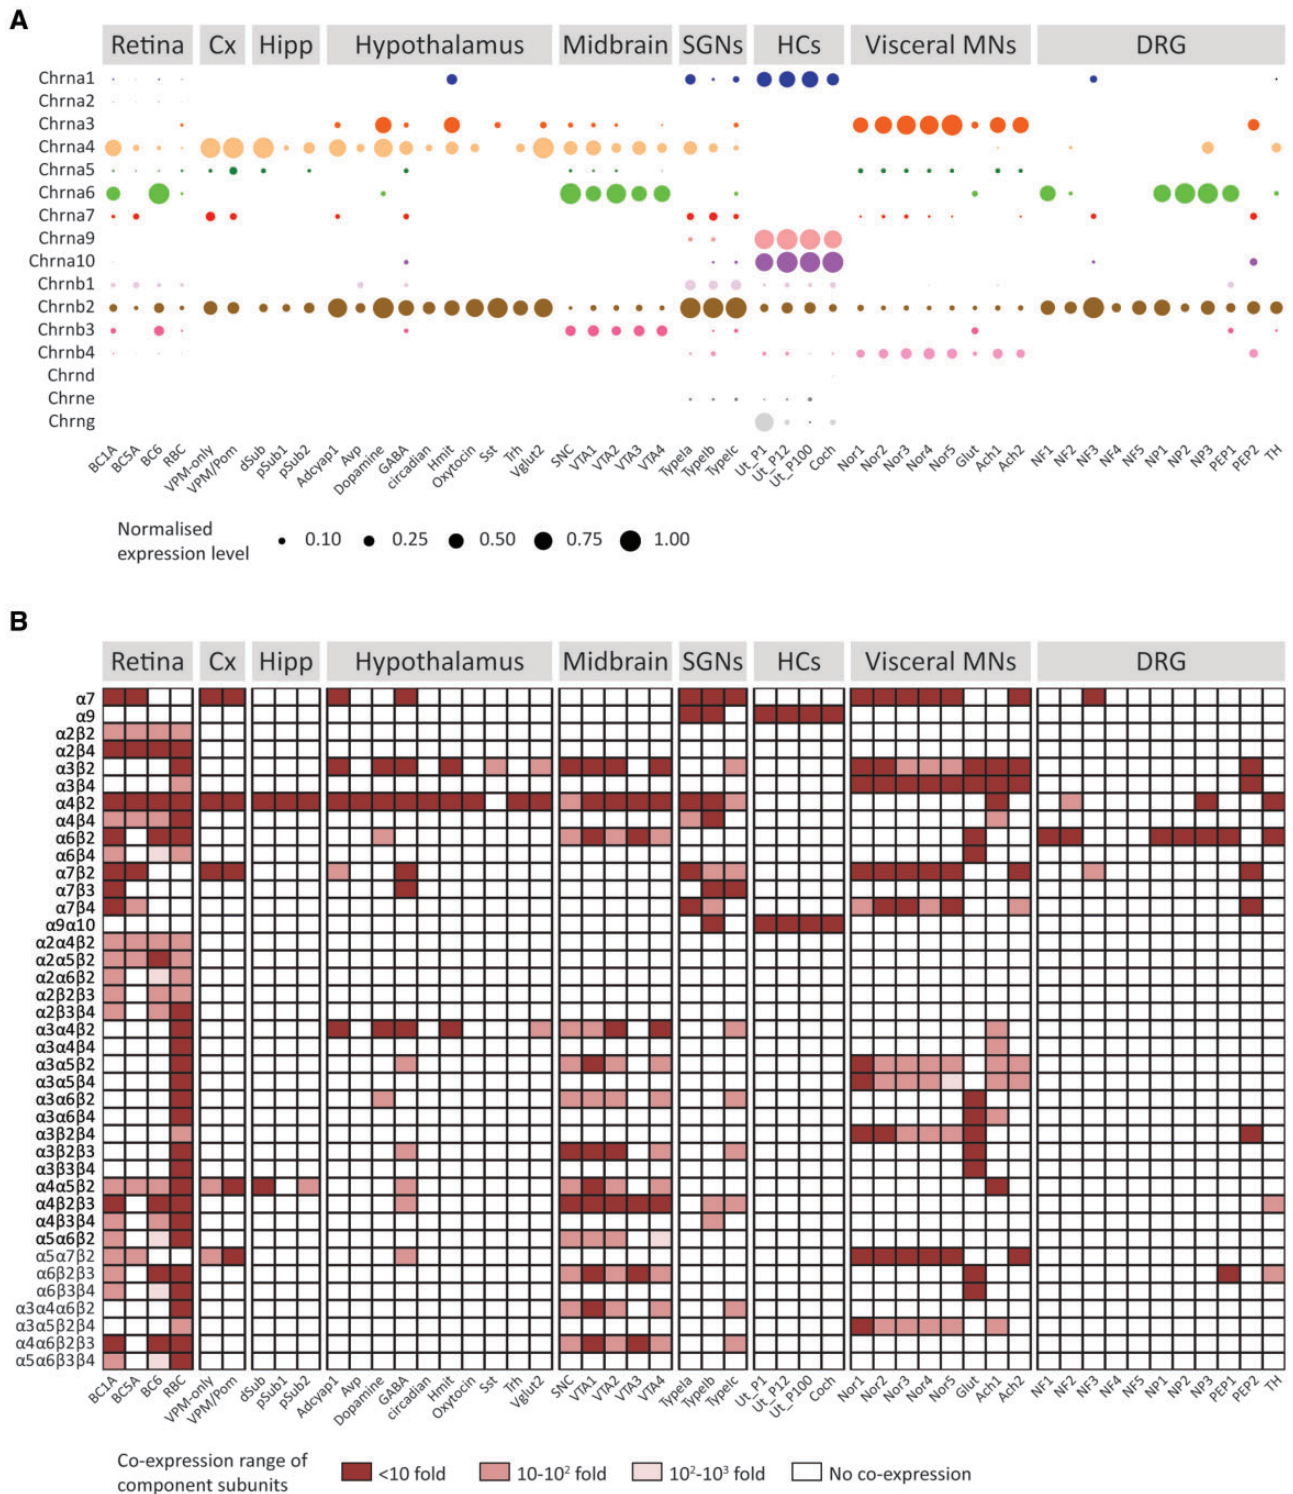 A
Retina Cx Hipp Hypothalamus Midbrain SGNs HCs Visceral MNs DRG
Chrna1
Chrna2
Chrna3
Chrna4
Chrna5
Chrna6
Chrna7
Chrna9
Chrna10
Chrnb1
Chrnb2
Chrnb3
Chrnb4
Chrnd
Chrne
Chrng
BC1A BC5A BC6 RBC VPM-only VPM/Pom dSub pSub1 pSub2 Adcyap1 Avp Dopamine GABA circadian Hmit Oxytocin Sst Trh Vglut2 SNC VTA1 VTA2 VTA3 VTA4 TypeIa TypeIb TypeIc Ut_P1 Ut_P12 Ut_P100 Coch Nor1 Nor2 Nor3 Nor4 Nor5 Glut Ach1 Ach2 NF1 NF2 NF3 NF4 NF5 NP1 NP2 NP3 PEP1 PEP2 TH
Normalised
expression level
0.10 0.25 0.50 0.75 1.00
B
Retina Cx Hipp Hypothalamus Midbrain SGNs HCs Visceral MNs DRG
α7
α9
α2β2
α2β4
α3β2
α3β4
α4β2
α4β4
α6β2
α6β4
α7β2
α7β3
α7β4
α9α10
α2α4β2
α2α5β2
α2α6β2
α2β2β3
α2β3β4
α3α4β2
α3α4β4
α3α5β2
α3α5β4
α3α6β2
α3α6β4
α3β2β4
α3β2β3
α3β3β4
α4α5β2
α4β2β3
α4β3β4
α5α6β2
α5α7β2
α6β2β3
α6β3β4
α3α4α6β2
α3α5β2β4
α4α6β2β3
α5α6β3β4
BC1A BC5A BC6 RBC VPM-only VPM/Pom dSub pSub1 pSub2 Adcyap1 Avp Dopamine GABA circadian Hmit Oxytocin Sst Trh Vglut2 SNC VTA1 VTA2 VTA3 VTA4 TypeIa TypeIb TypeIc Ut_P1 Ut_P12 Ut_P100 Coch Nor1 Nor2 Nor3 Nor4 Nor5 Glut Ach1 Ach2 NF1 NF2 NF3 NF4 NF5 NP1 NP2 NP3 PEP1 PEP2 TH
Co-expression range of
component subunits
<10 fold 10-10² fold 10²-10³ fold No co-expression